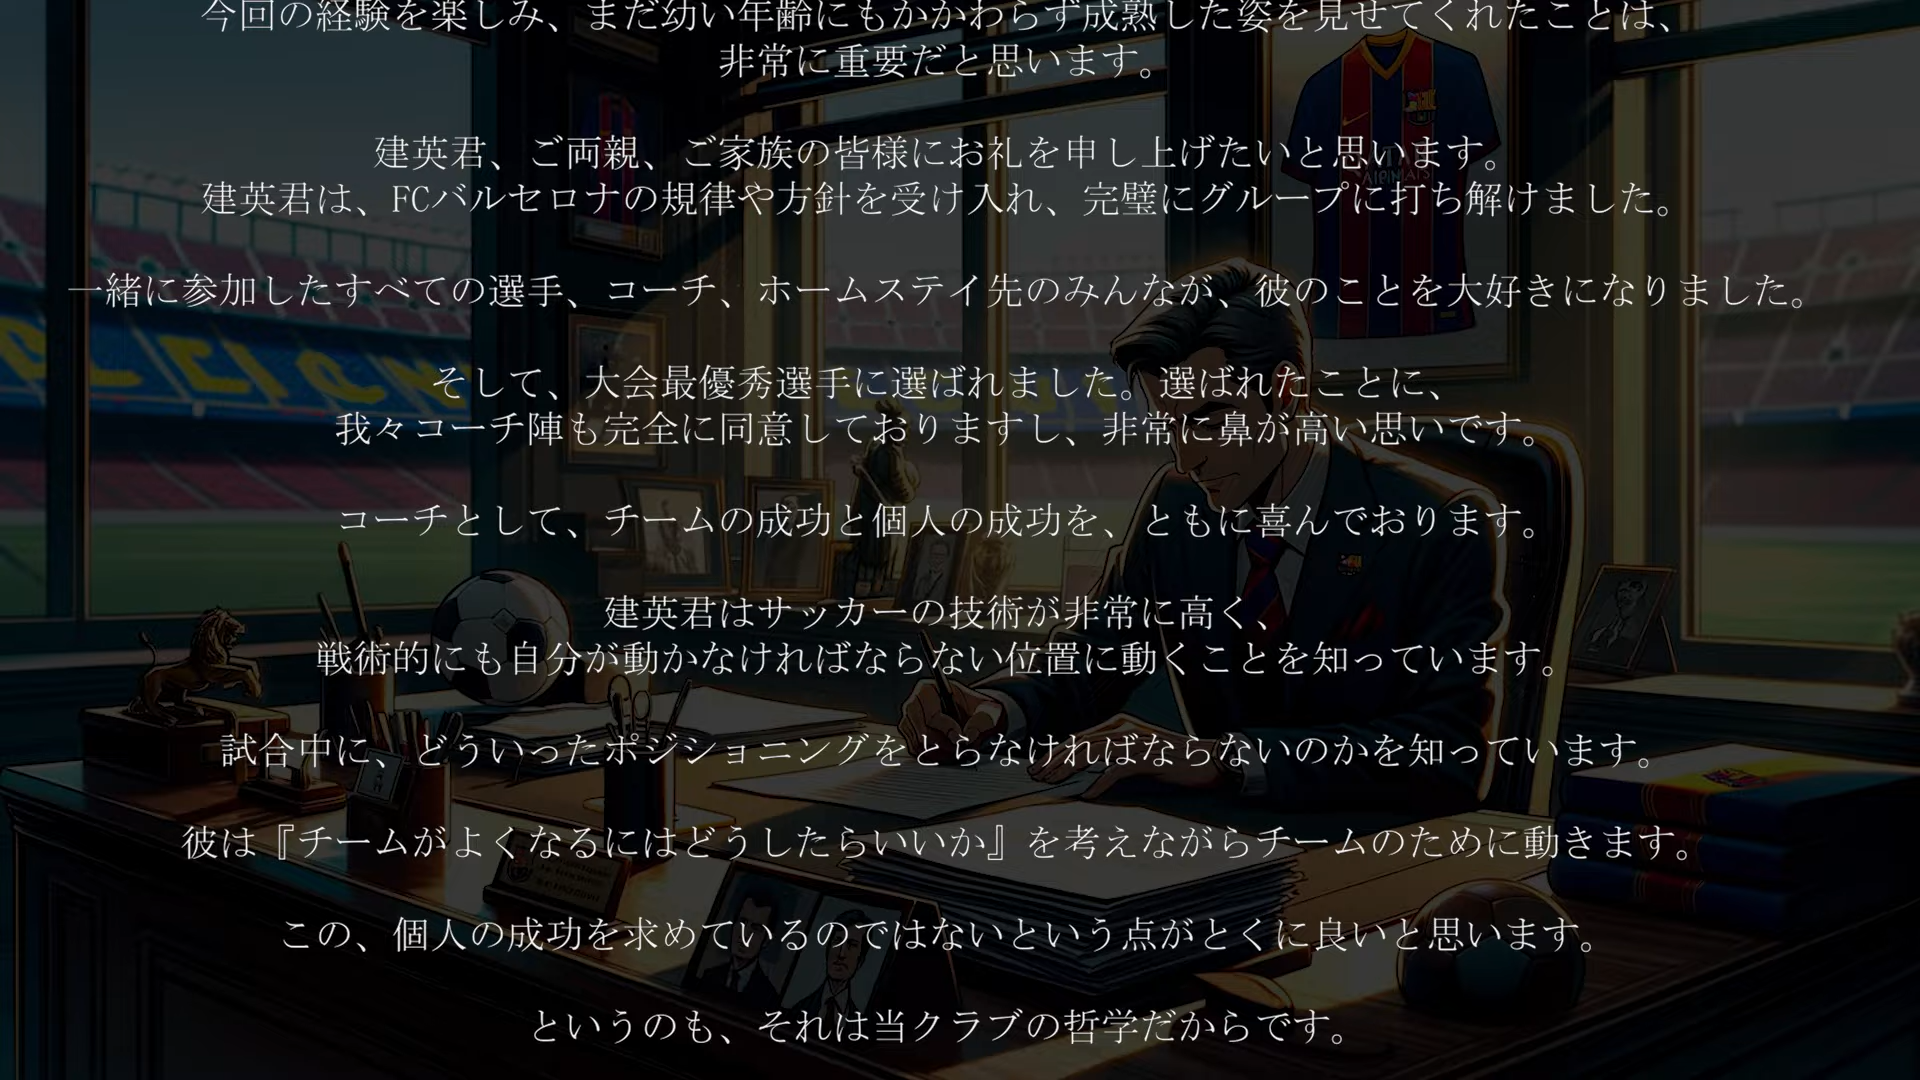 今回の経験を楽しみ、まだ幼い年齢にもかかわらず成熟した姿を見せてくれたことは、
非常に重要だと思います。
建英君、ご両親、ご家族の皆様にお礼を申し上げたいと思います。
建英君は、FCバルセロナの規律や方針を受け入れ、完璧にグループに打ち解けました。
一緒に参加したすべての選手、コーチ、ホームステイ先のみんなが、彼のことを大好きになりました。
そして、大会最優秀選手に選ばれました。選ばれたことに、
我々コーチ陣も完全に同意しておりますし、非常に鼻が高い思いです。
コーチとして、チームの成功と個人の成功を、ともに喜んでおります。
建英君はサッカーの技術が非常に高く、
戦術的にも自分が動かなければならない位置に動くことを知っています。
試合中に、どういったポジショニングをとらなければならないのかを知っています。
彼は『チームがよくなるにはどうしたらいいか』を考えながらチームのために動きます。
この、個人の成功を求めているのではないという点がとくに良いと思います。
というのも、それは当クラブの哲学だからです。